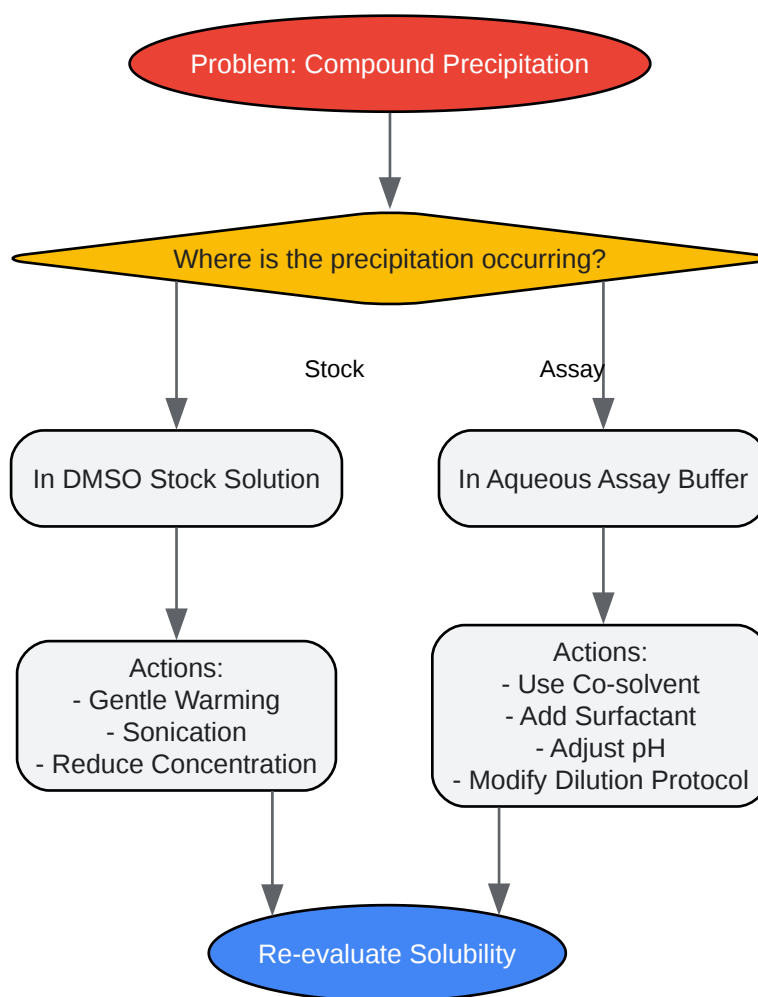 Problem: Compound Precipitation
Where is the precipitation occurring?
Stock
Assay
In DMSO Stock Solution
In Aqueous Assay Buffer
Actions:
- Gentle Warming
- Sonication
- Reduce Concentration
Actions:
- Use Co-solvent
- Add Surfactant
- Adjust pH
- Modify Dilution Protocol
Re-evaluate Solubility